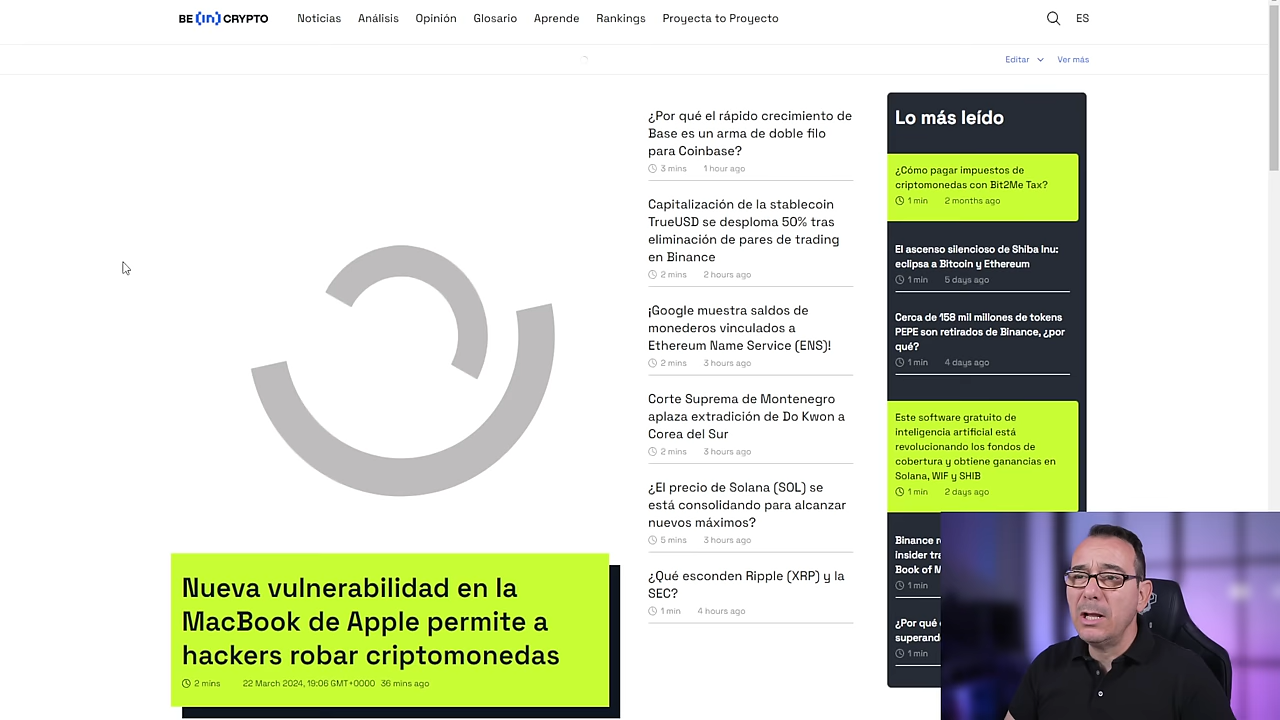 BE [in] CRYPTO
Noticias
Análisis
Opinión
Glosario
Aprende
Rankings
Proyecta to Proyecto
ES
Editar
Ver más
¿Por qué el rápido crecimiento de
Base es un arma de doble filo
para Coinbase?
3 mins 1 hour ago
Capitalización de la stablecoin
TrueUSD se desploma 50% tras
eliminación de pares de trading
en Binance
2 mins 2 hours ago
¡Google muestra saldos de
monederos vinculados a
Ethereum Name Service (ENS)!
2 mins 3 hours ago
Corte Suprema de Montenegro
aplaza extradición de Do Kwon a
Corea del Sur
2 mins 3 hours ago
¿El precio de Solana (SOL) se
está consolidando para alcanzar
nuevos máximos?
5 mins 3 hours ago
¿Qué esconden Ripple (XRP) y la
SEC?
1 min 4 hours ago
Nueva vulnerabilidad en la
MacBook de Apple permite a
hackers robar criptomonedas
2 mins 22 March 2024, 19:06 GMT+0000 36 mins ago
Lo más leído
¿Cómo pagar impuestos de
criptomonedas con Bit2Me Tax?
1 min 2 months ago
El ascenso silencioso de Shiba Inu:
eclipsa a Bitcoin y Ethereum
1 min 5 days ago
Cerca de 158 mil millones de tokens
PEPE son retirados de Binance, ¿por
qué?
1 min 4 days ago
Este software gratuito de
inteligencia artificial está
revolucionando los fondos de
cobertura y obtiene ganancias en
Solana, WIF y SHIB
1 min 2 days ago
Binance
insider
Book of
1 min
¿Por qué
1 min